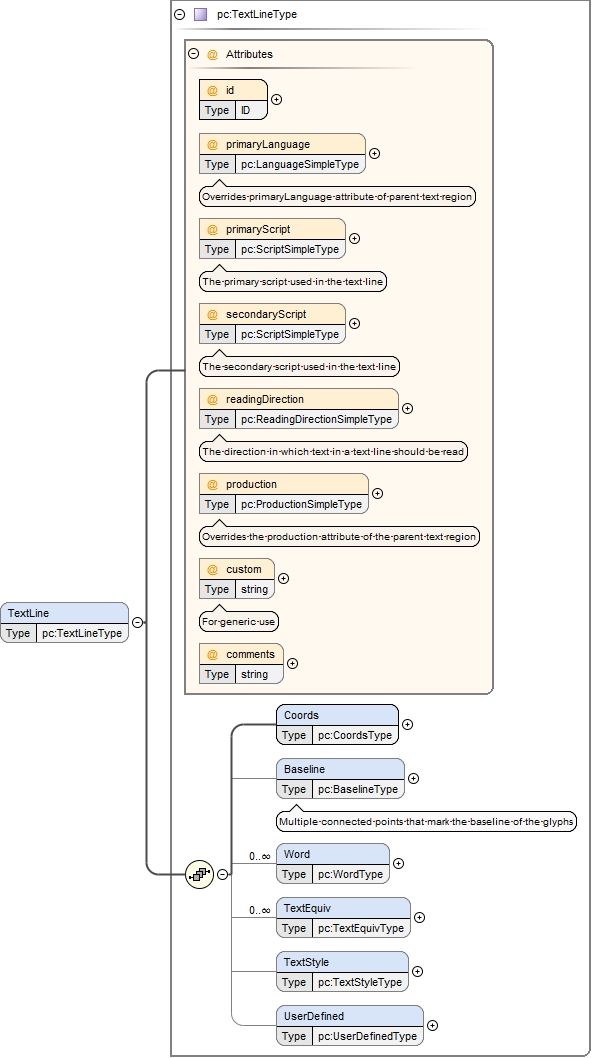 pc:TextLineType
@ Attributes
@ id
Type ID
@ primaryLanguage
Type pc:LanguageSimpleType
Overrides primaryLanguage attribute of parent text region
@ primaryScript
Type pc:ScriptSimpleType
The primary script used in the text line
@ secondaryScript
Type pc:ScriptSimpleType
The secondary script used in the text line
@ readingDirection
Type pc:ReadingDirectionSimpleType
The direction in which text in a text line should be read
@ production
Type pc:ProductionSimpleType
Overrides the production attribute of the parent text region
@ custom
Type string
For generic use
@ comments
Type string
TextLine
Type pc:TextLineType
Coords
Type pc:CoordsType
Baseline
Type pc:BaselineType
Multiple connected points that mark the baseline of the glyphs
0..∞ Word
Type pc:WordType
0..∞ TextEquiv
Type pc:TextEquivType
TextStyle
Type pc:TextStyleType
UserDefined
Type pc:UserDefinedType